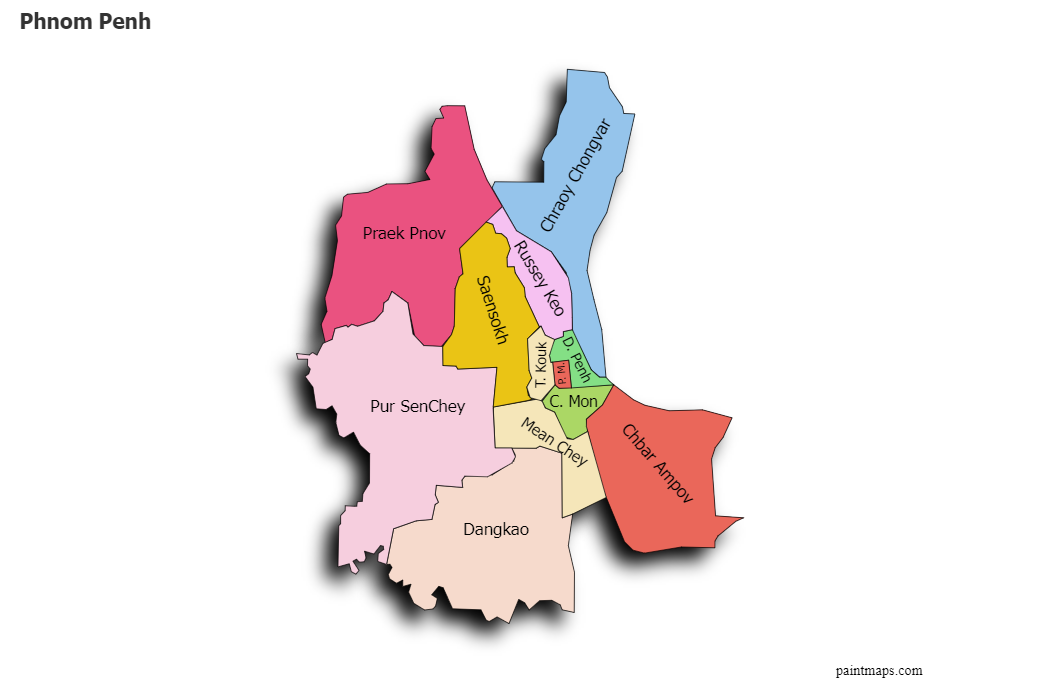 Phnom Penh
Chraoy Chongvar
Praek Pnov
Russey Keo
Saensokh
D. Penh
T. Kouk
P. M.
C. Mon
Pur SenChey
Mean Chey
Chbar Ampov
Dangkao
paintmaps.com